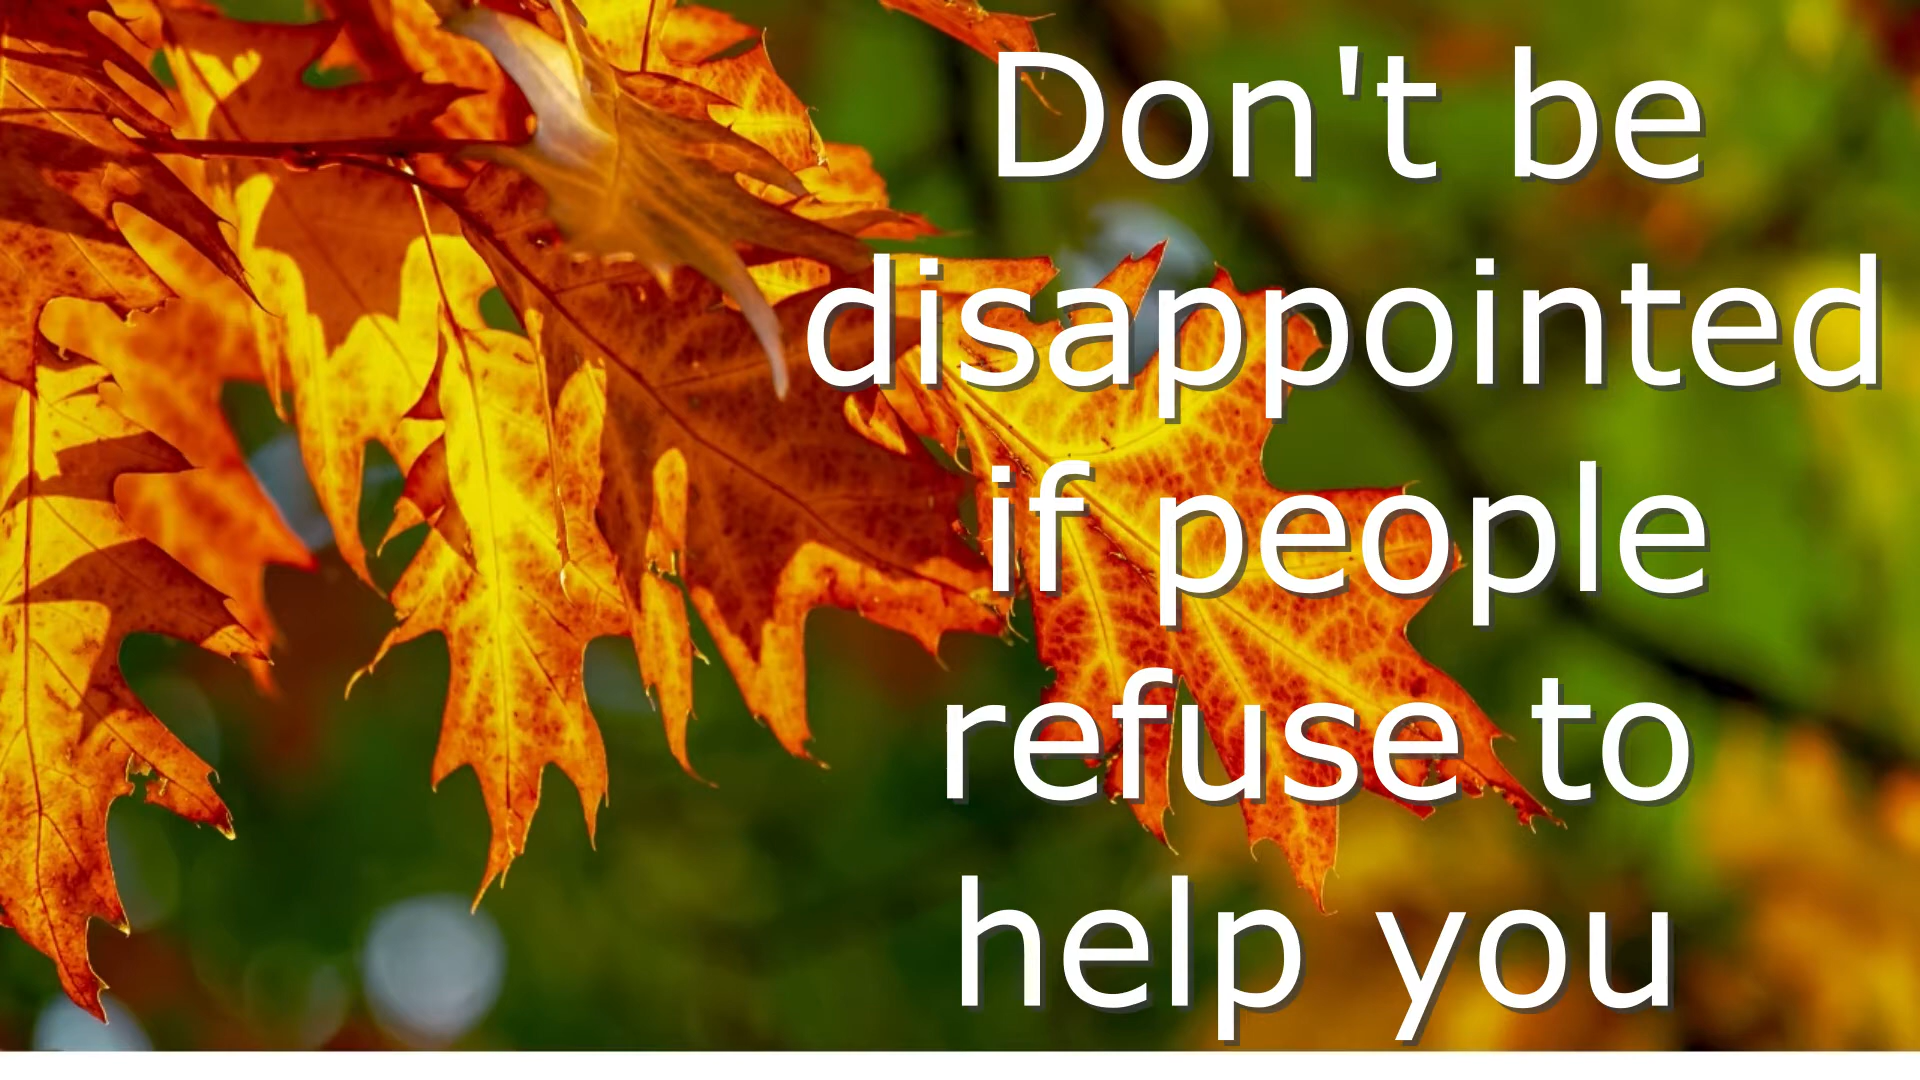 Don't be
disappointed
if people
refuse to
help you